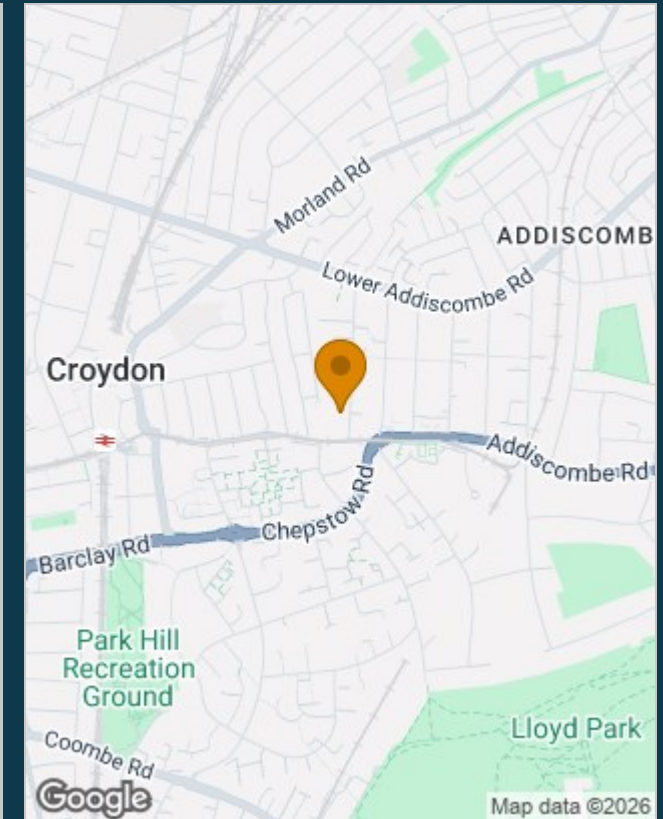 Morland Rd
ADDISCOMB
Lower Addiscombe Rd
Croydon
Addiscombe Rd
Chepstow Rd
Barclay Rd
Park Hill
Recreation
Ground
Lloyd Park
Coombe Rd
Google
Map data ©2026